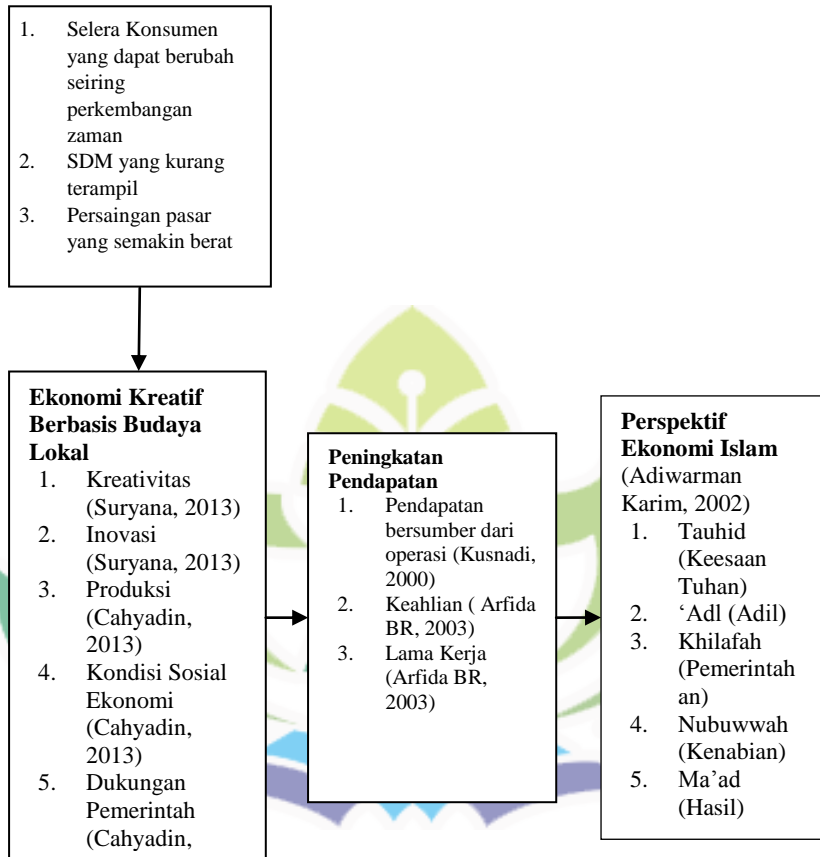 1. Selera Konsumen
yang dapat berubah
seiring
perkembangan
zaman
2. SDM yang kurang
terampil
3. Persaingan pasar
yang semakin berat
Ekonomi Kreatif
Berbasis Budaya
Lokal
1. Kreativitas
(Suryana, 2013)
2. Inovasi
(Suryana, 2013)
3. Produksi
(Cahyadin,
2013)
4. Kondisi Sosial
Ekonomi
(Cahyadin,
2013)
5. Dukungan
Pemerintah
(Cahyadin,
Peningkatan
Pendapatan
1. Pendapatan
bersumber dari
operasi (Kusnadi,
2000)
2. Keahlian ( Arfida
BR, 2003)
3. Lama Kerja
(Arfida BR,
2003)
Perspektif
Ekonomi Islam
(Adiwarman
Karim, 2002)
1. Tauhid
(Keesaan
Tuhan)
2. ‘Adl (Adil)
3. Khilafah
(Pemerintah
an)
4. Nubuwwah
(Kenabian)
5. Ma’ad
(Hasil)